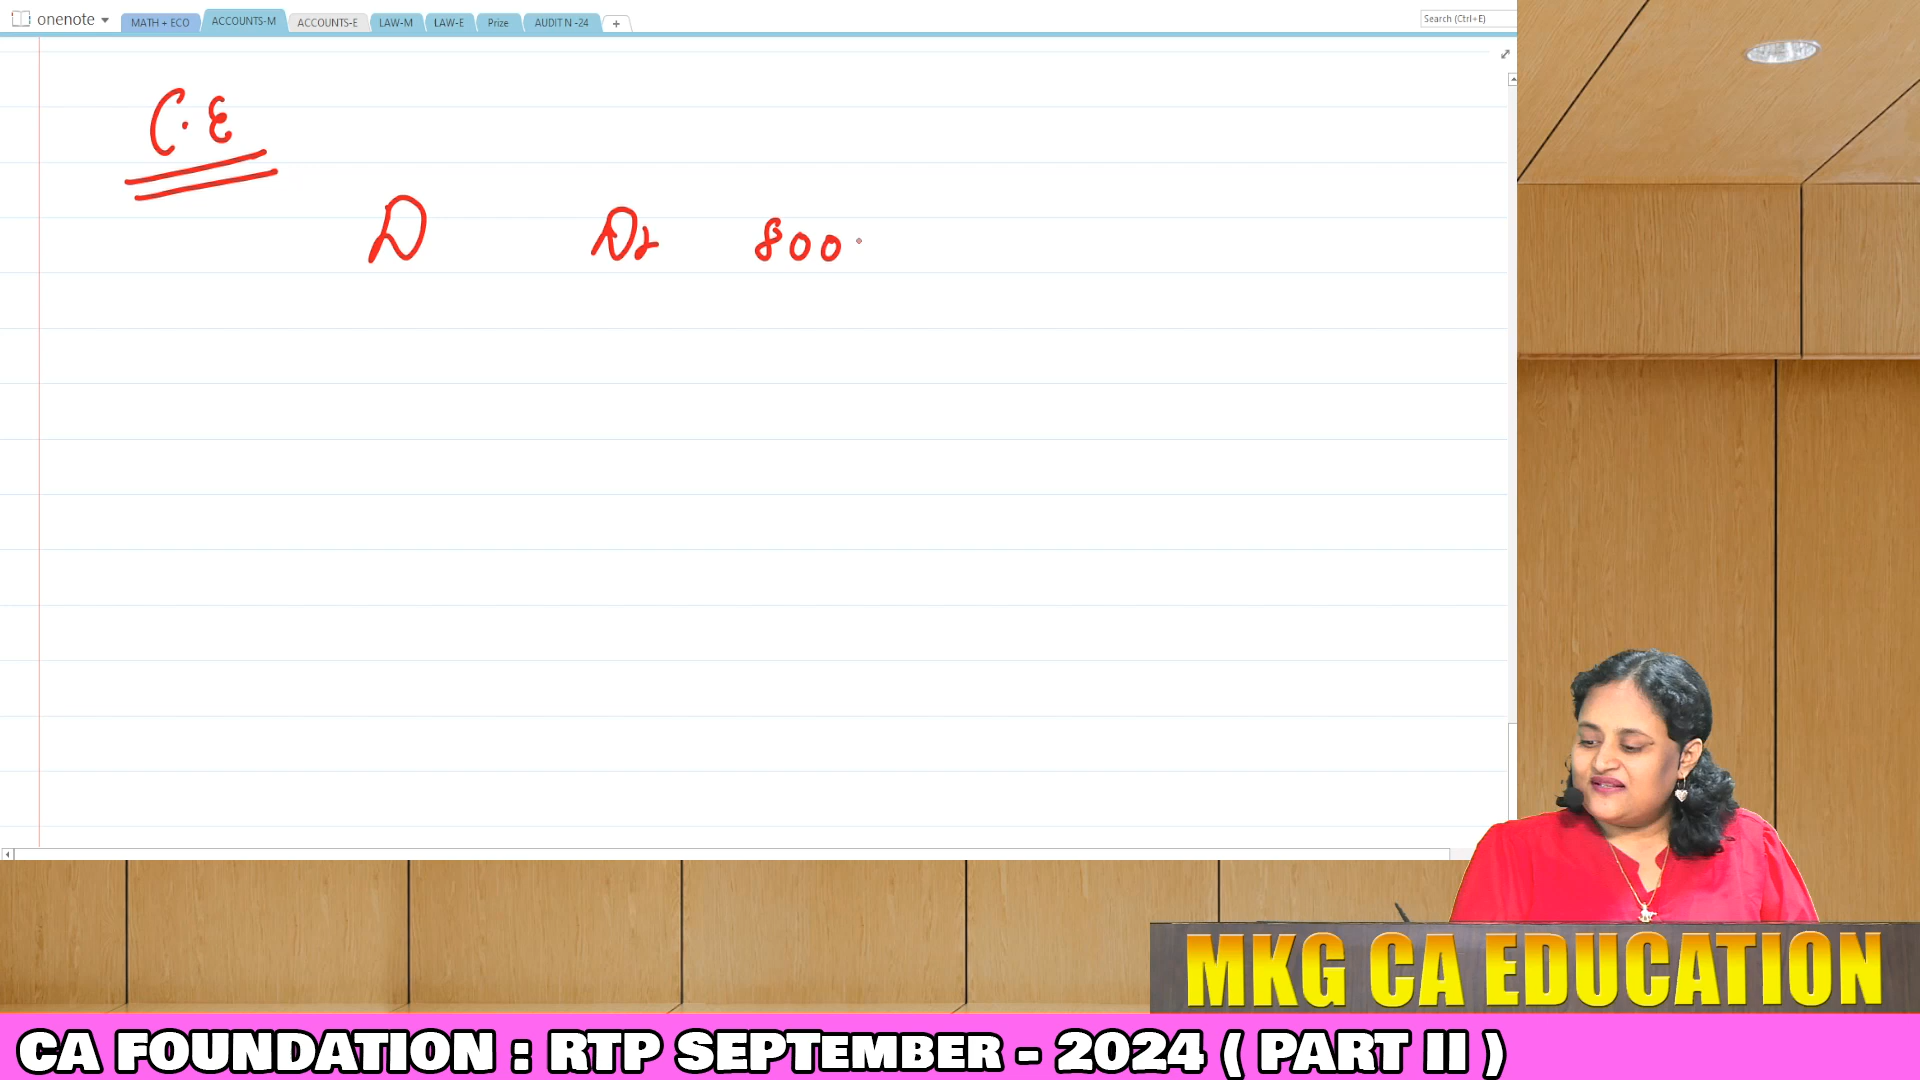 onenote MATH + ECO ACCOUNTS-M ACCOUNTS-E LAW-M LAW-E Prize AUDIT N -24 + Search (Ctrl+E)
C.E
D Dr 800
MKG CA EDUCATION
CA FOUNDATION : RTP SEPTEMBER - 2024 ( PART II )